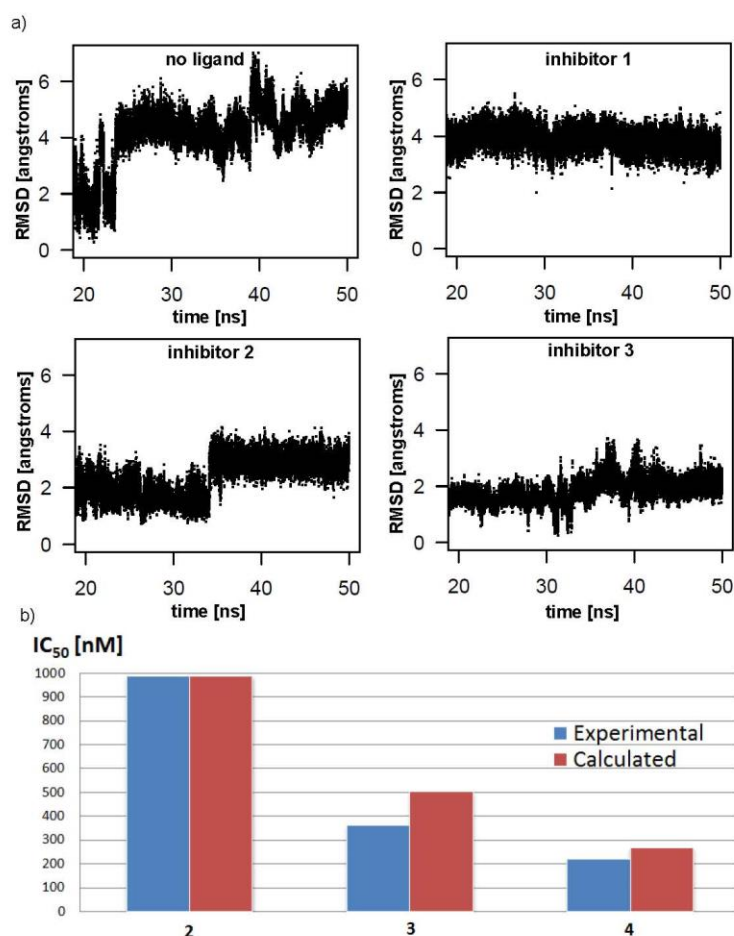 a)
no ligand
RMSD [angstroms]
6
4
2
0
20 30 40 50
time [ns]
inhibitor 1
RMSD [angstroms]
6
4
2
0
20 30 40 50
time [ns]
inhibitor 2
RMSD [angstroms]
6
4
2
0
20 30 40 50
time [ns]
inhibitor 3
RMSD [angstroms]
6
4
2
0
20 30 40 50
time [ns]
b)
IC₅₀ [nM]
1000
900
800
700
600
500
400
300
200
100
0
Experimental
Calculated
2 3 4